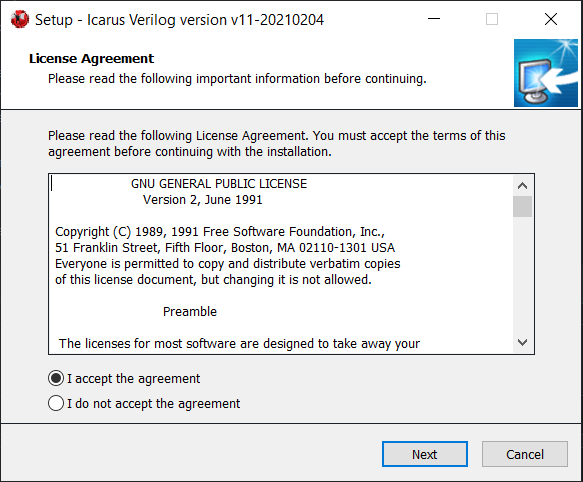 Setup - Icarus Verilog version v11-20210204
License Agreement
Please read the following important information before continuing.
Please read the following License Agreement. You must accept the terms of this
agreement before continuing with the installation.
GNU GENERAL PUBLIC LICENSE
Version 2, June 1991
Copyright (C) 1989, 1991 Free Software Foundation, Inc.,
51 Franklin Street, Fifth Floor, Boston, MA 02110-1301 USA
Everyone is permitted to copy and distribute verbatim copies
of this license document, but changing it is not allowed.
Preamble
The licenses for most software are designed to take away your
I accept the agreement
I do not accept the agreement
Next
Cancel